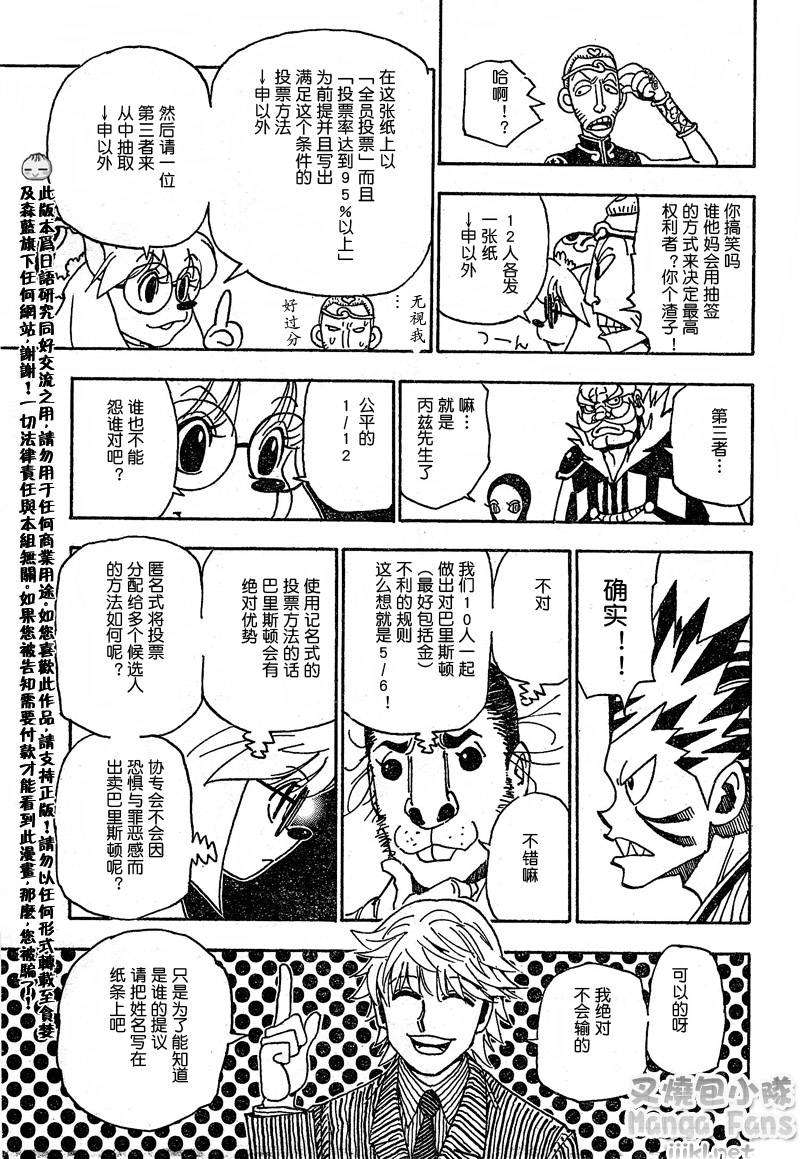 哈啊!?
你搞笑吗
谁他妈会用抽签
的方式来决定最高
权利者?你个渣子!
12人各发
一张纸
→申以外
つーん
在这张纸上以
「全员投票」而且
「投票率达到95%以上」
为前提并且写出
满足这个条件的
投票方法
→申以外
然后请一位
第三者来
从中抽取
→申以外
无视我
…
好过分
第三者…
嘛…
就是
丙兹先生了
公平的
1/12
谁也不能
怨谁对吧?
确实!!
不对
我们10人一起
做出对巴里斯顿
(最好包括金)
不利的规则
这么想就是5/6!
不错嘛
使用记名式的
投票方法的话
巴里斯顿会有
绝对优势
匿名式将投票
分配给多个候选人
的方法如何呢?
协专会不会因
恐惧与罪恶感而
出卖巴里斯顿呢?
可以的呀
我绝对
不会输的
只是为了能知道
是谁的提议
请把姓名写在
纸条上吧
此版本爲日語研究同好交流之用,請勿用于任何商業用途。如您喜歡此作品,請支持正版!請勿以任何形式轉載至貪婪
及森藍旗下任何網站,謝謝!一切法律責任與本組無關。如果您被告知需要付款才能看到此漫畫,那麼,您被騙了!
叉燒包小隊
Manga Fans